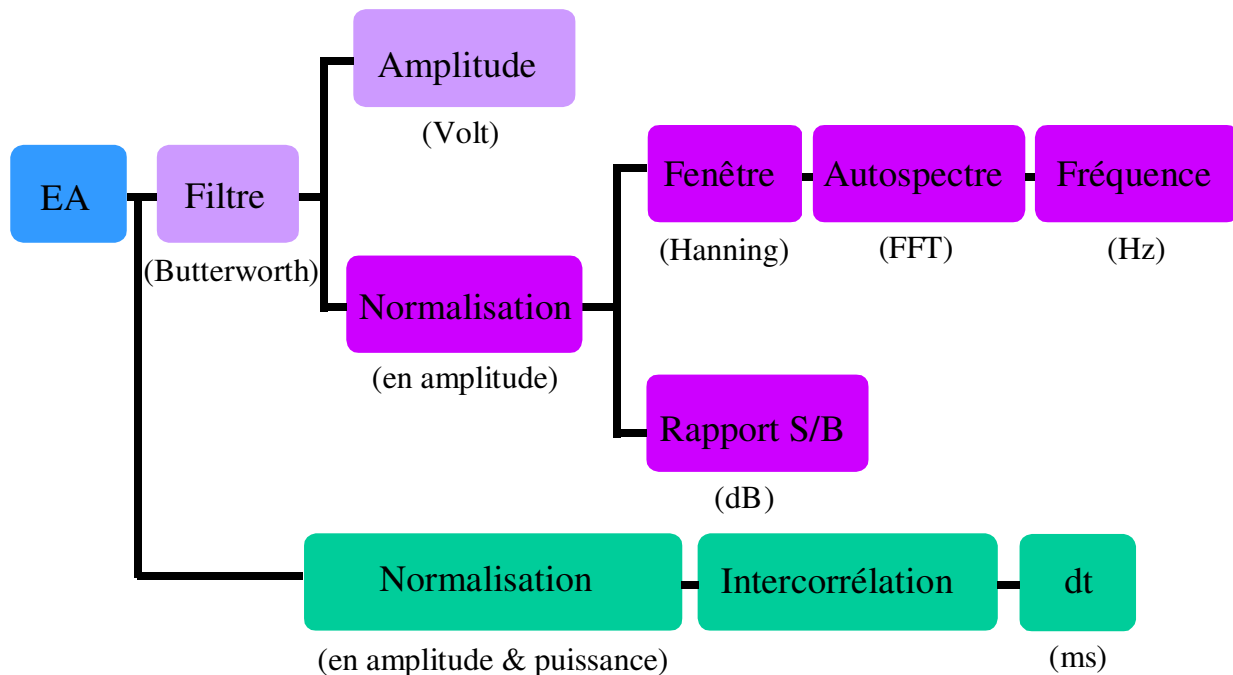 Amplitude
(Volt)
EA
Filtre
(Butterworth)
Fenêtre
(Hanning)
Autospectre
(FFT)
Fréquence
(Hz)
Normalisation
(en amplitude)
Rapport S/B
(dB)
Normalisation
(en amplitude & puissance)
Intercorrélation
dt
(ms)